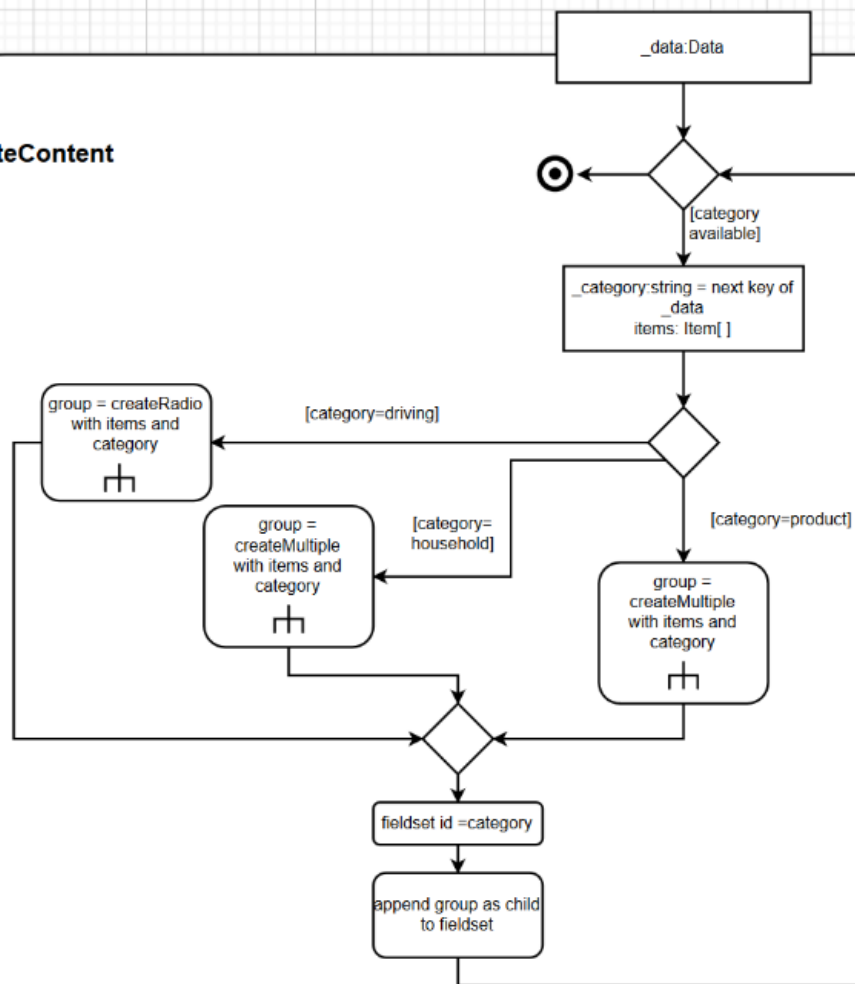 _data:Data
teContent
[category
available]
_category:string = next key of
_data
items: Item[ ]
group = createRadio
with items and
category
[category=driving]
[category=
household]
group =
createMultiple
with items and
category
[category=product]
group =
createMultiple
with items and
category
fieldset id =category
append group as child
to fieldset